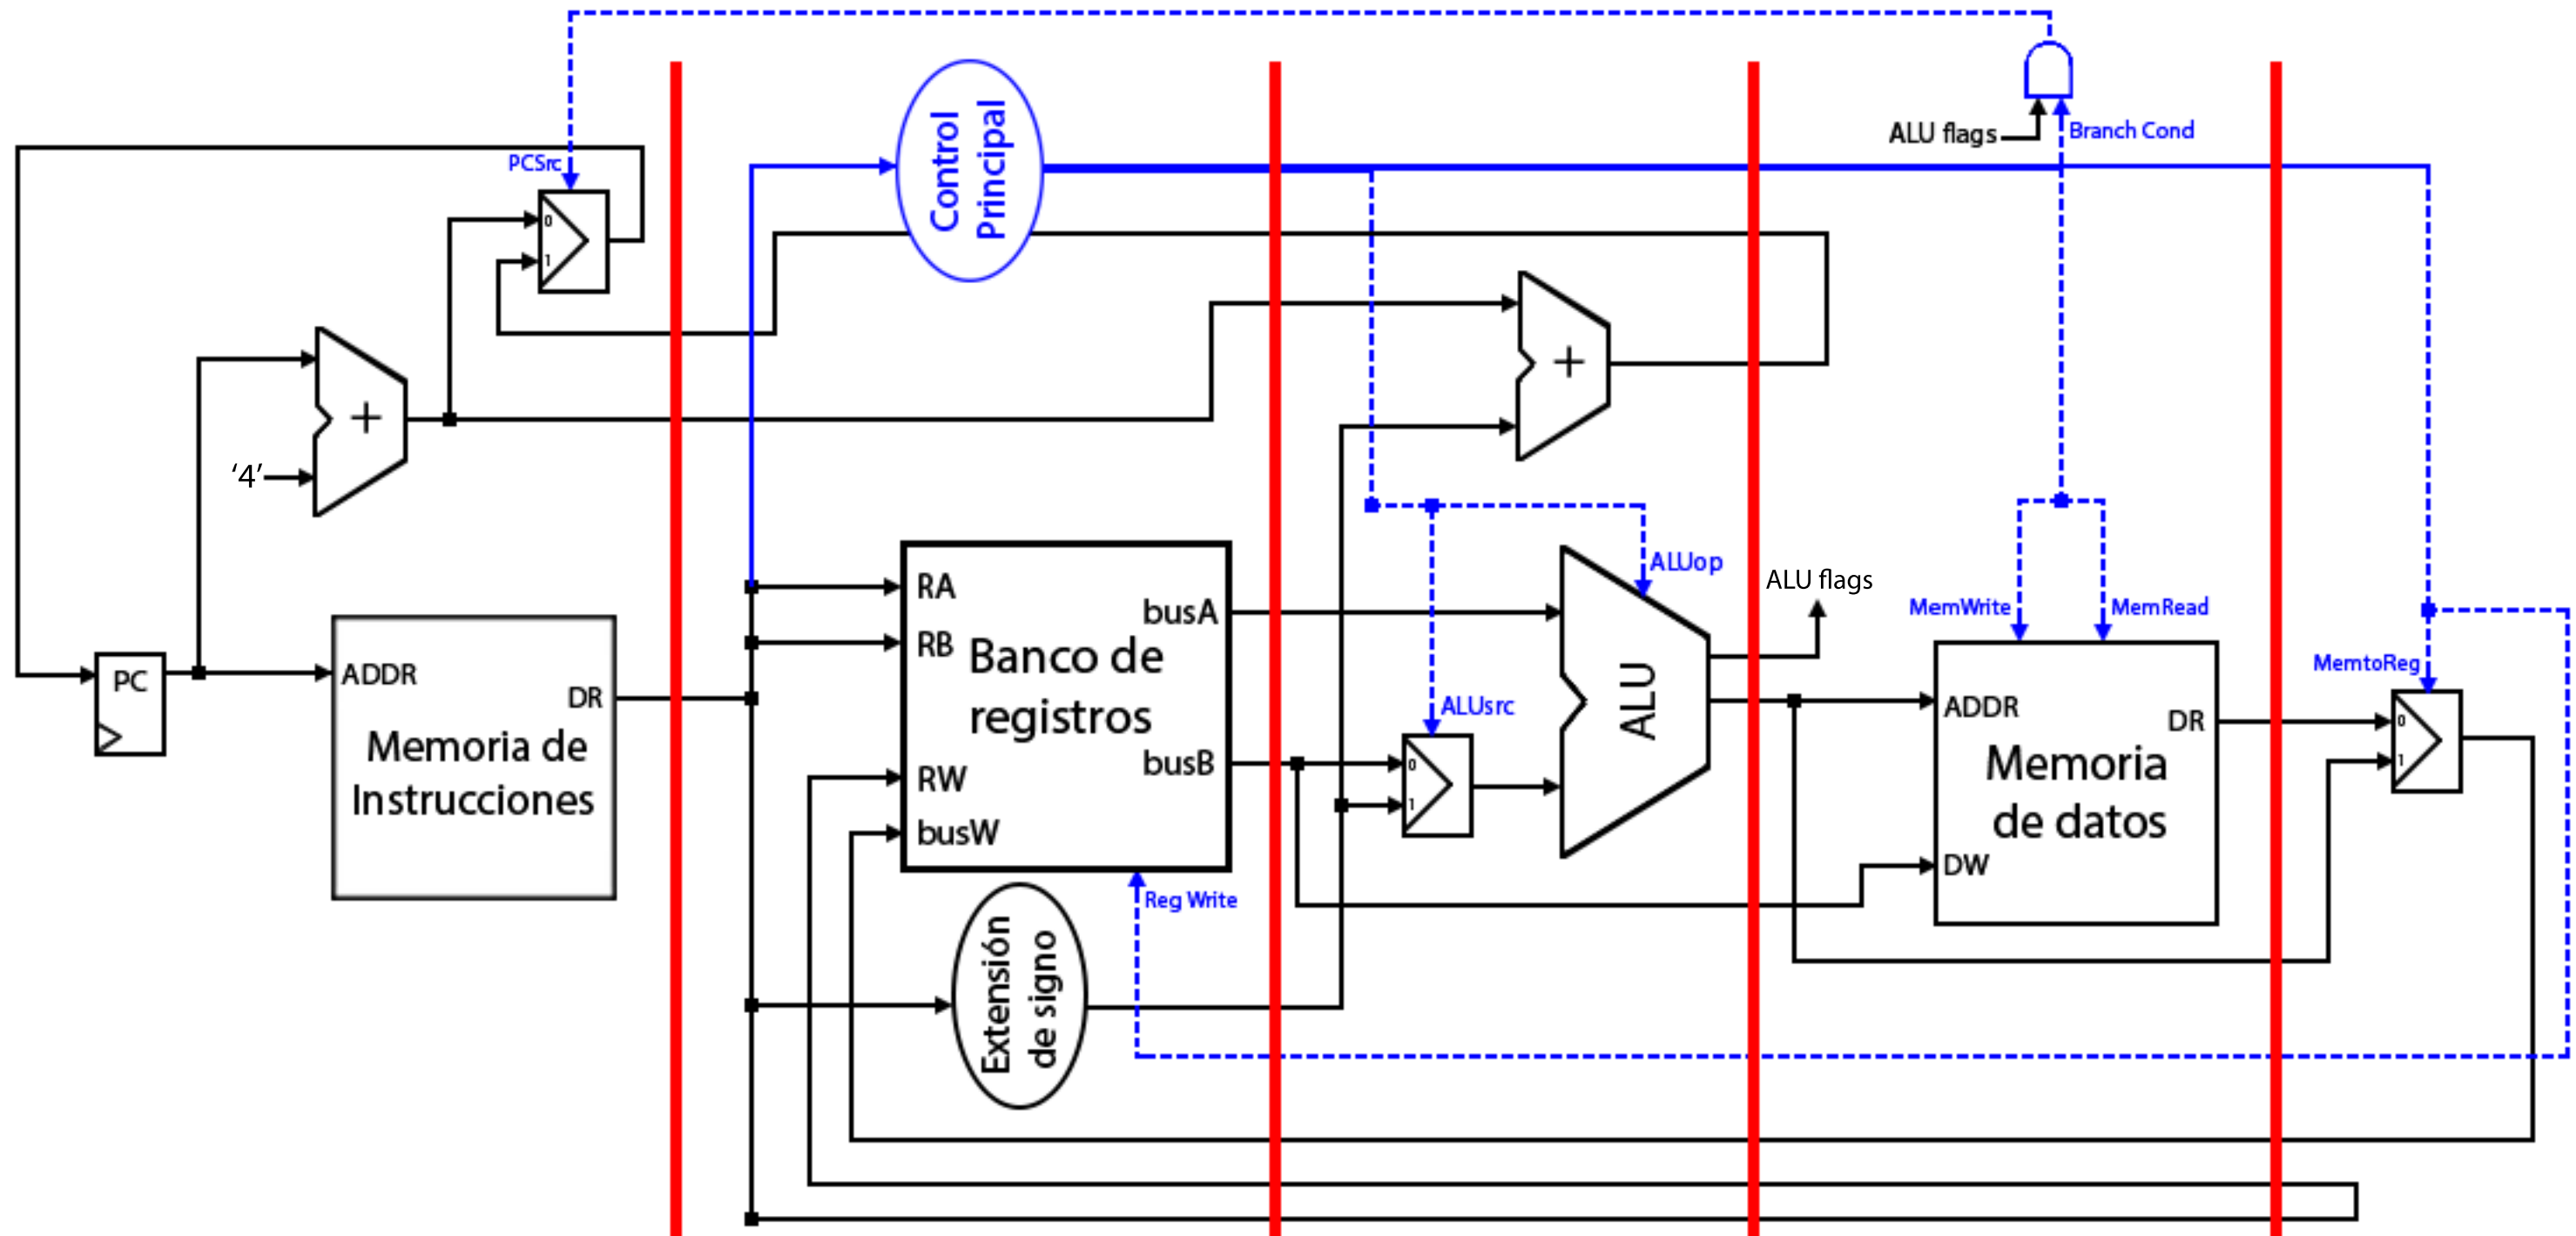 Control
Principal
ALU flags
Branch Cond
PCSrc
0
1
+
+
‘4’
ALUop
ALU flags
RA
RB
busA
Banco de
registros
busB
RW
busW
Reg Write
PC
ADDR
DR
Memoria de
Instrucciones
ALUsrc
0
1
ALU
MemWrite
MemRead
ADDR
DR
Memoria
de datos
DW
MemtoReg
0
1
Extensión
de signo